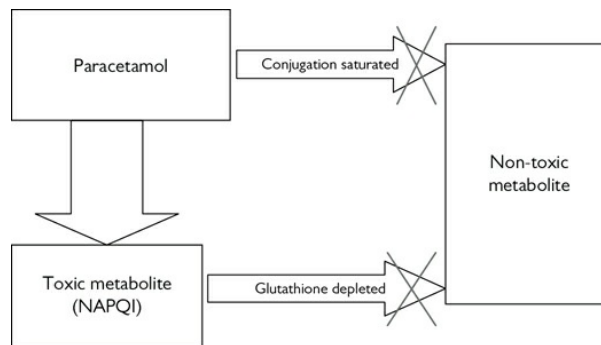 Paracetamol
Conjugation saturated
Non-toxic
metabolite
Toxic metabolite
(NAPQI)
Glutathione depleted